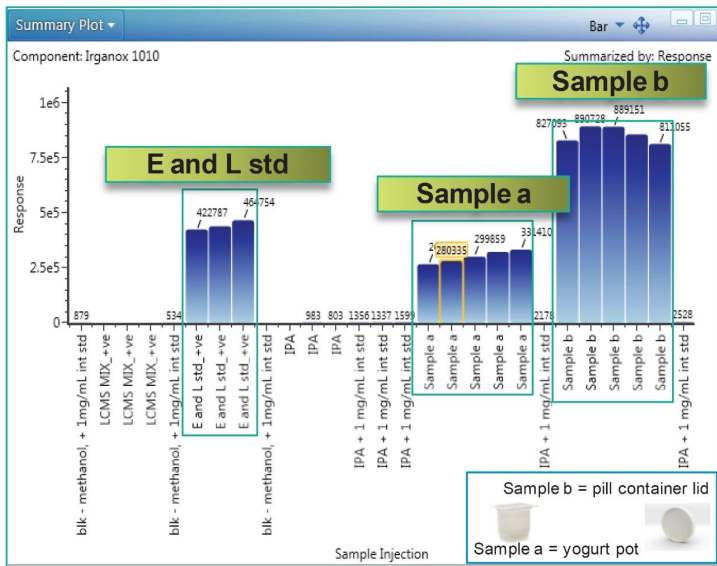 Summary Plot
Bar
Component: Irganox 1010
Summarized by: Response
Sample b
E and L std
Sample a
Response
1e6
7.5e5
5e5
2.5e5
0
879
534
422787
464754
983
803
1356
1337
1599
280335
299859
331410
2178
827093
890728
889151
811055
2528
blk - methanol, + 1mg/mL int std
LCMS MIX_+ve
LCMS MIX_+ve
LCMS MIX_+ve
blk - methanol, + 1mg/mL int std
E and L std_+ve
E and L std_+ve
E and L std_+ve
blk - methanol, + 1mg/mL int std
IPA
IPA
IPA
IPA + 1 mg/mL int std
IPA + 1 mg/mL int std
IPA + 1 mg/mL int std
Sample a
Sample a
Sample a
Sample a
Sample a
IPA + 1 mg/mL int std
Sample b
Sample b
Sample b
Sample b
Sample b
IPA + 1 mg/mL int std
Sample Injection
Sample b = pill container lid
Sample a = yogurt pot